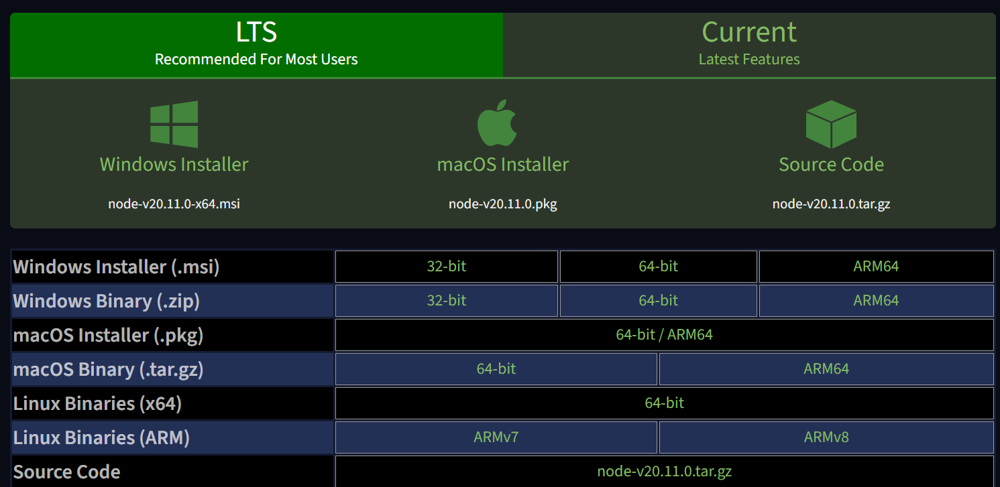 LTS
Recommended For Most Users
Current
Latest Features
Windows Installer
node-v20.11.0-x64.msi
macOS Installer
node-v20.11.0.pkg
Source Code
node-v20.11.0.tar.gz
Windows Installer (.msi) 32-bit 64-bit ARM64
Windows Binary (.zip) 32-bit 64-bit ARM64
macOS Installer (.pkg) 64-bit / ARM64
macOS Binary (.tar.gz) 64-bit ARM64
Linux Binaries (x64) 64-bit
Linux Binaries (ARM) ARMv7 ARMv8
Source Code node-v20.11.0.tar.gz